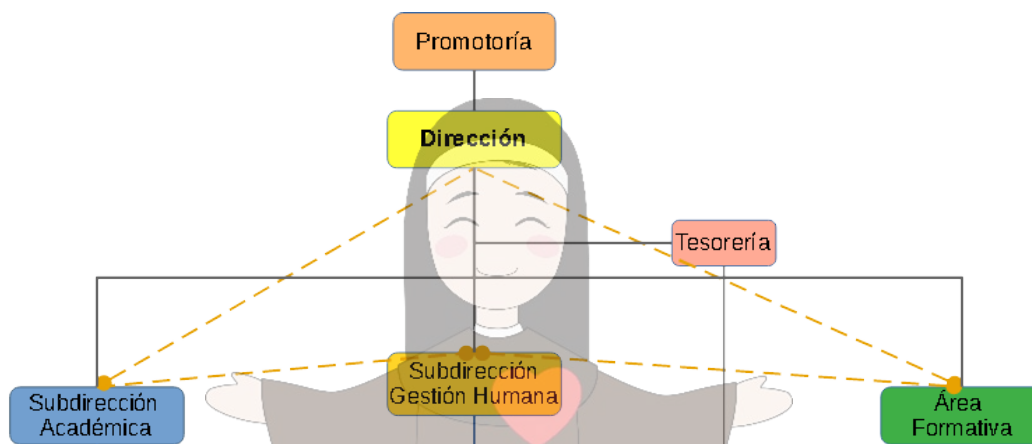 Promotoría
Dirección
Tesorería
Subdirección
Gestión Humana
Subdirección
Académica
Área
Formativa